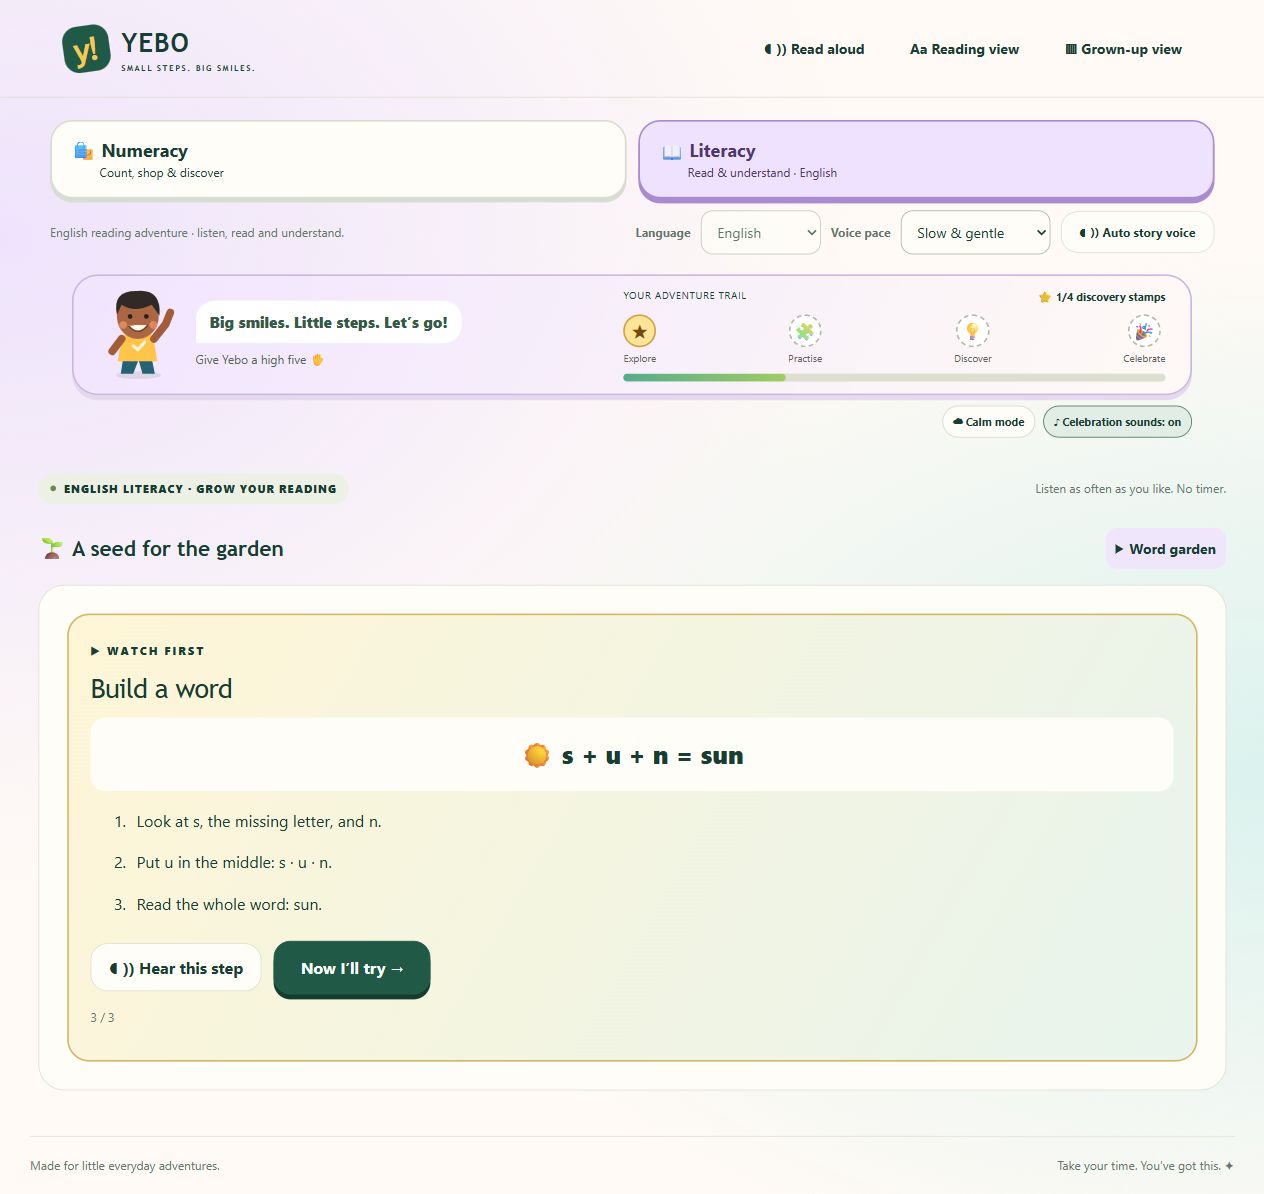 y!
YEBO
SMALL STEPS. BIG SMILES.
Read aloud
Aa Reading view
Grown-up view
Numeracy
Count, shop & discover
Literacy
Read & understand · English
English reading adventure · listen, read and understand.
Language
English
Voice pace
Slow & gentle
Auto story voice
Big smiles. Little steps. Let's go!
Give Yebo a high five
YOUR ADVENTURE TRAIL
1/4 discovery stamps
Explore
Practise
Discover
Celebrate
Calm mode
♪ Celebration sounds: on
ENGLISH LITERACY · GROW YOUR READING
Listen as often as you like. No timer.
A seed for the garden
▶ Word garden
▶ WATCH FIRST
Build a word
s + u + n = sun
1. Look at s, the missing letter, and n.
2. Put u in the middle: s · u · n.
3. Read the whole word: sun.
Hear this step
Now I'll try →
3 / 3
Made for little everyday adventures.
Take your time. You've got this. ✦